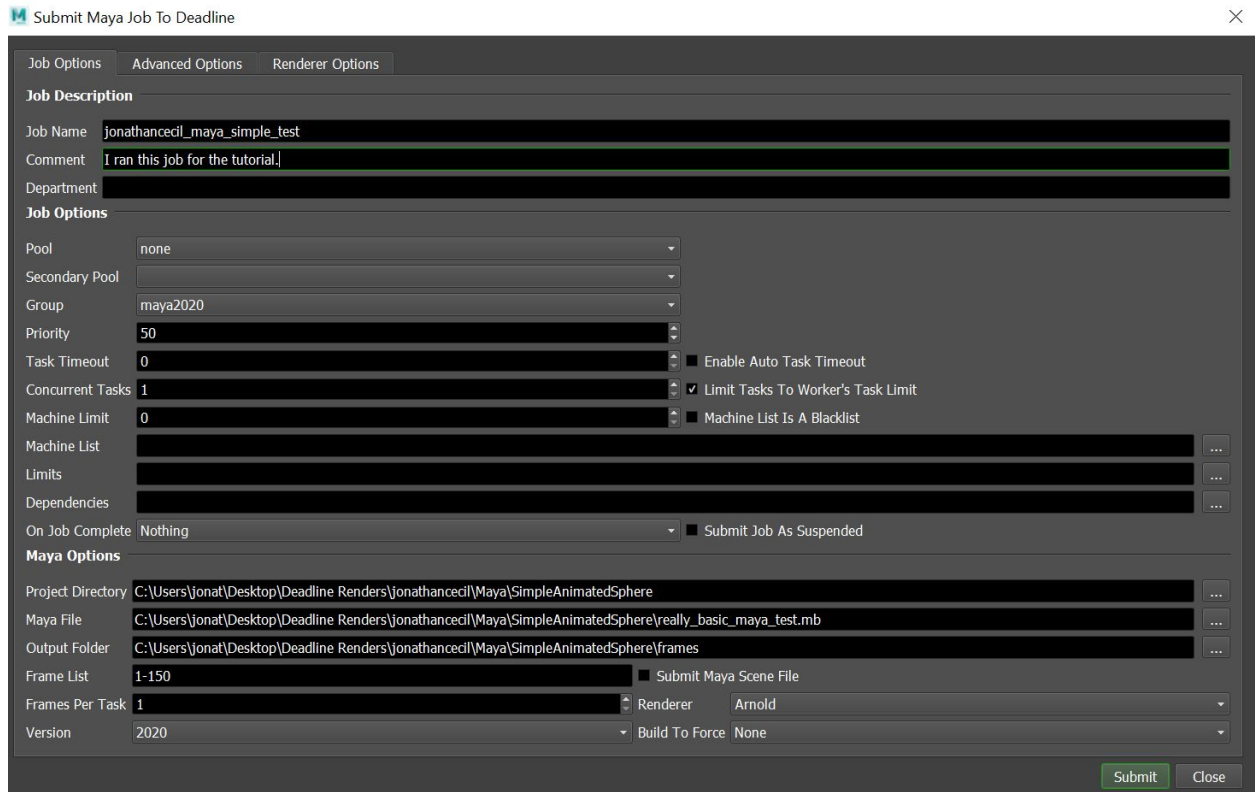 Submit Maya Job To Deadline
Job Options Advanced Options Renderer Options
Job Description
Job Name jonathancecil_maya_simple_test
Comment I ran this job for the tutorial.
Department
Job Options
Pool none
Secondary Pool
Group maya2020
Priority 50
Task Timeout 0 Enable Auto Task Timeout
Concurrent Tasks 1 Limit Tasks To Worker's Task Limit
Machine Limit 0 Machine List Is A Blacklist
Machine List ...
Limits ...
Dependencies ...
On Job Complete Nothing Submit Job As Suspended
Maya Options
Project Directory C:\Users\jonat\Desktop\Deadline Renders\jonathancecil\Maya\SimpleAnimatedSphere ...
Maya File C:\Users\jonat\Desktop\Deadline Renders\jonathancecil\Maya\SimpleAnimatedSphere\really_basic_maya_test.mb ...
Output Folder C:\Users\jonat\Desktop\Deadline Renders\jonathancecil\Maya\SimpleAnimatedSphere\frames ...
Frame List 1-150 Submit Maya Scene File
Frames Per Task 1 Renderer Arnold
Version 2020 Build To Force None
Submit Close